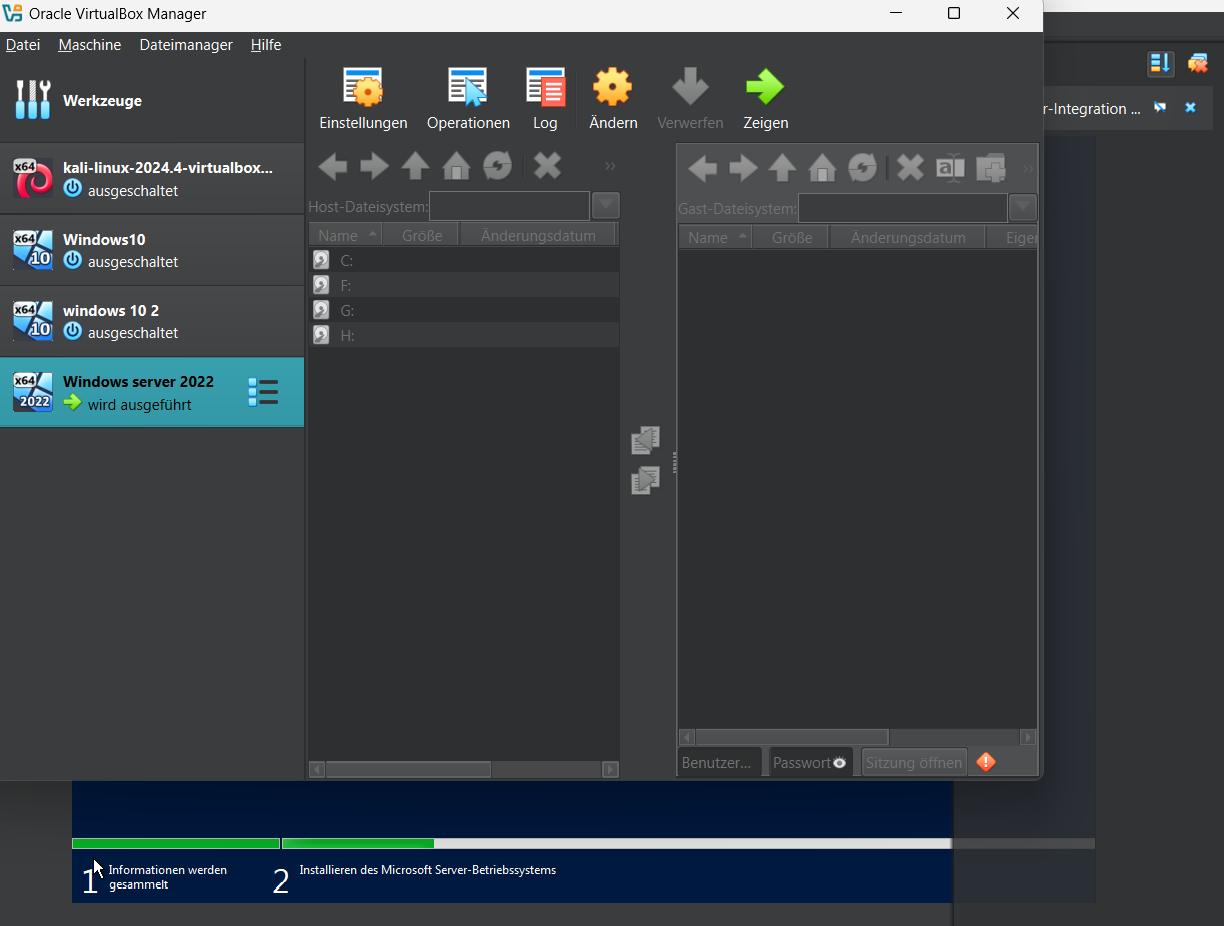 Oracle VirtualBox Manager
Datei Maschine Dateimanager Hilfe
Werkzeuge
Einstellungen Operationen Log Ändern Verwerfen Zeigen
r-Integration ...
x64 kali-linux-2024.4-virtualbox...
ausgeschaltet
x64 10 Windows10
ausgeschaltet
x64 10 windows 10 2
ausgeschaltet
x64 2022 Windows server 2022
wird ausgeführt
Host-Dateisystem:
Name Größe Änderungsdatum
C:
F:
G:
H:
Gast-Dateisystem:
Name Größe Änderungsdatum Eiger
Benutzer... Passwort Sitzung öffnen
1 Informationen werden
gesammelt
2 Installieren des Microsoft Server-Betriebssystems